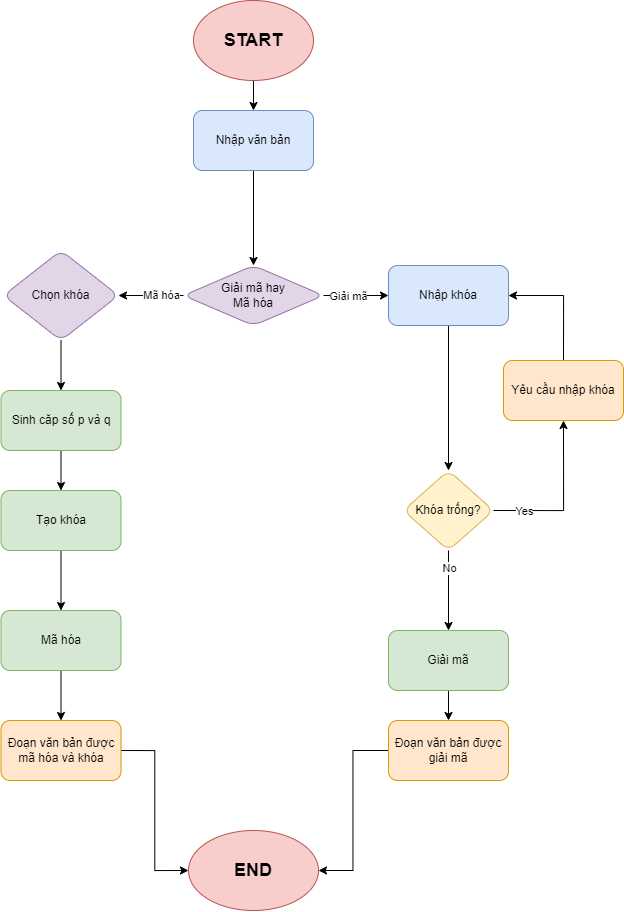 START
Nhập văn bản
Chọn khóa
Mã hóa
Giải mã hay
Mã hóa
Giải mã
Nhập khóa
Yêu cầu nhập khóa
Sinh căp số p và q
Khóa trống?
Yes
Tạo khóa
No
Mã hóa
Giải mã
Đoạn văn bản được
mã hóa và khóa
Đoạn văn bản được
giải mã
END